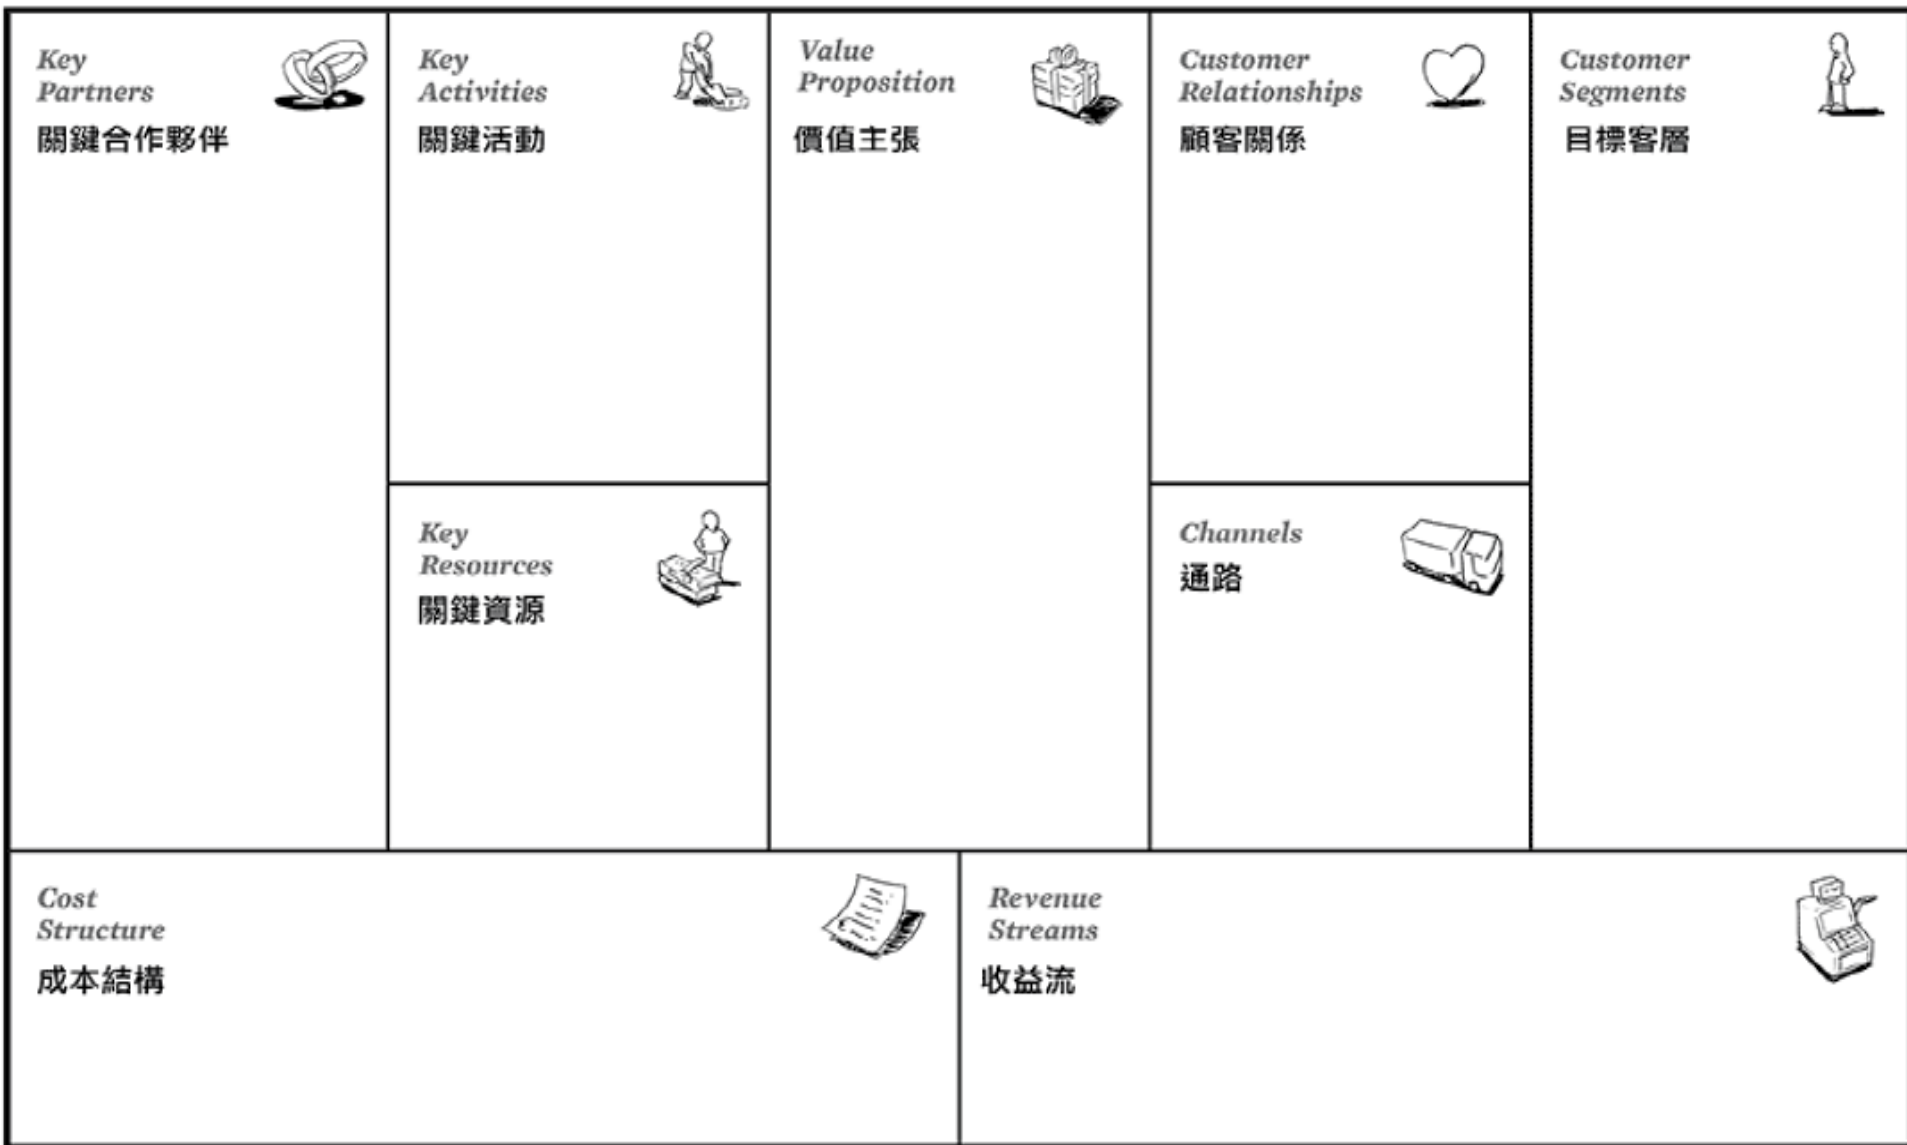 Key
Partners
關鍵合作夥伴
Key
Activities
關鍵活動
Key
Resources
關鍵資源
Value
Proposition
價值主張
Customer
Relationships
顧客關係
Channels
通路
Customer
Segments
目標客層
Cost
Structure
成本結構
Revenue
Streams
收益流